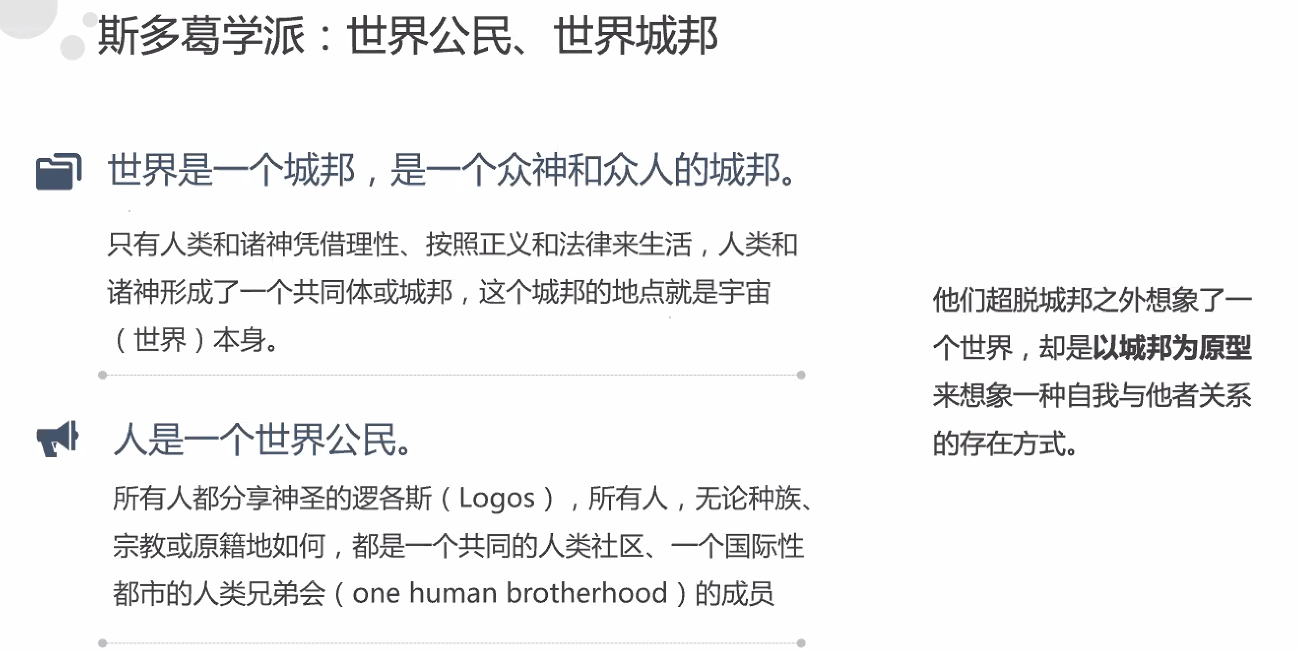 斯多葛学派：世界公民、世界城邦
世界是一个城邦，是一个众神和众人的城邦。
只有人类和诸神凭借理性、按照正义和法律来生活，人类和
诸神形成了一个共同体或城邦，这个城邦的地点就是宇宙
（世界）本身。
人是一个世界公民。
所有人都分享神圣的逻各斯（Logos），所有人，无论种族、
宗教或原籍地如何，都是一个共同的人类社区、一个国际性
都市的人类兄弟会（one human brotherhood）的成员
他们超脱城邦之外想象了一
个世界，却是以城邦为原型
来想象一种自我与他者关系
的存在方式。